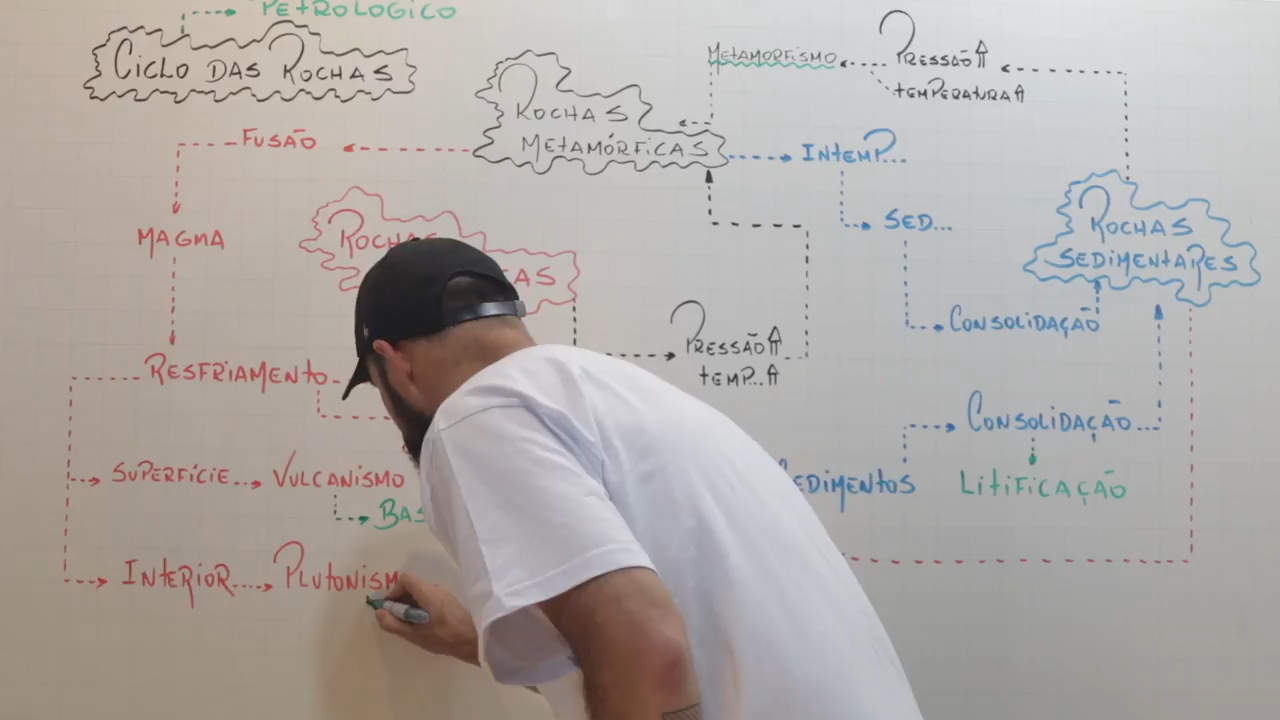 PETROLÓGICO
CICLO DAS ROCHAS
ROCHAS
METAMÓRFICAS
METAMORFISMO
PRESSÃO
TEMPERATURA
FUSÃO
INTEMP...
MAGMA
ROCHAS
SED...
ROCHAS
SEDIMENTARES
CONSOLIDAÇÃO
PRESSÃO
TEMP...
RESFRIAMENTO
CONSOLIDAÇÃO
SUPERFÍCIE
VULCANISMO
SEDIMENTOS
LITIFICAÇÃO
INTERIOR